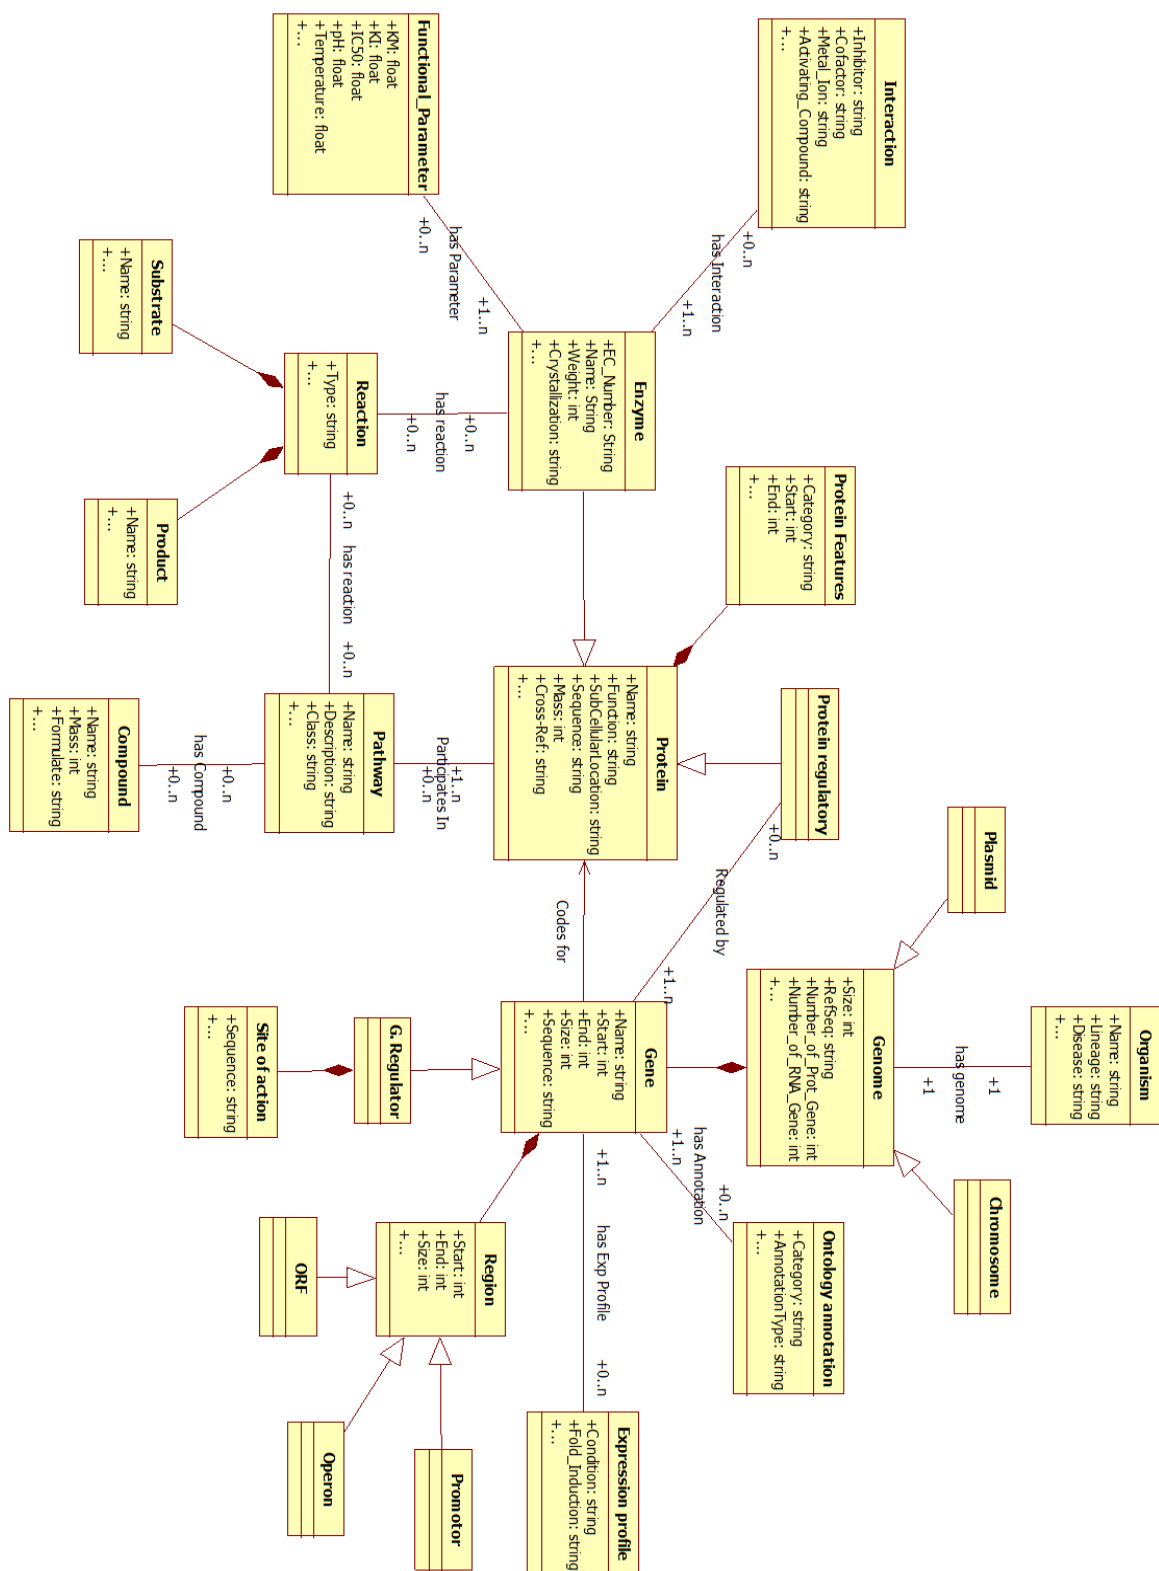 Organism
+Name: string
+Lineage: string
+Disease: string
+...
+1
has genome
+1
Plasmid
Genome
+Size: int
+RefSeq: string
+Number_of_Prot_Gene: int
+Number_of_RNA_Gene: int
+...
Chromosome
Interaction
+Inhibitor: string
+Cofactor: string
+Metal_Ion: string
+Activating_Compound: string
+...
+0..n
has Interaction
+1..n
Protein Features
+Category: string
+Start: int
+End: int
+...
Protein regulatory
+0..n
Regulated by
+1..n
Ontology annotation
+Category: string
+AnnotationType: string
+...
+0..n
has Annotation
+1..n
Enzyme
+EC_Number: String
+Name: String
+Weight: int
+Crystallization: string
+...
Protein
+Name: string
+Function: string
+SubCellularLocation: string
+Sequence: string
+Mass: int
+Cross-Ref: string
+...
Codes for
Gene
+Name: string
+Start: int
+End: int
+Size: int
+Sequence: string
+...
+1..n
has Exp Profile
+0..n
Expression profile
+Condition: string
+Fold_Induction: string
+...
Functional_Parameter
+KM: float
+KI: float
+IC50: float
+pH: float
+Temperature: float
+...
+0..n
has Parameter
+1..n
+0..n
has reaction
+0..n
+1..n
Participates In
+0..n
G. Regulator
Region
+Start: int
+End: int
+Size: int
+...
Promotor
Reaction
+Type: string
+...
+0..n
has reaction
+0..n
Pathway
+Name: string
+Description: string
+Class: string
+...
Site of action
+Sequence: string
+...
ORF
Operon
Substrate
+Name: string
+...
Product
+Name: string
+...
+0..n
has Compound
+0..n
Compound
+Name: string
+Mass: int
+Formulate: string
+...